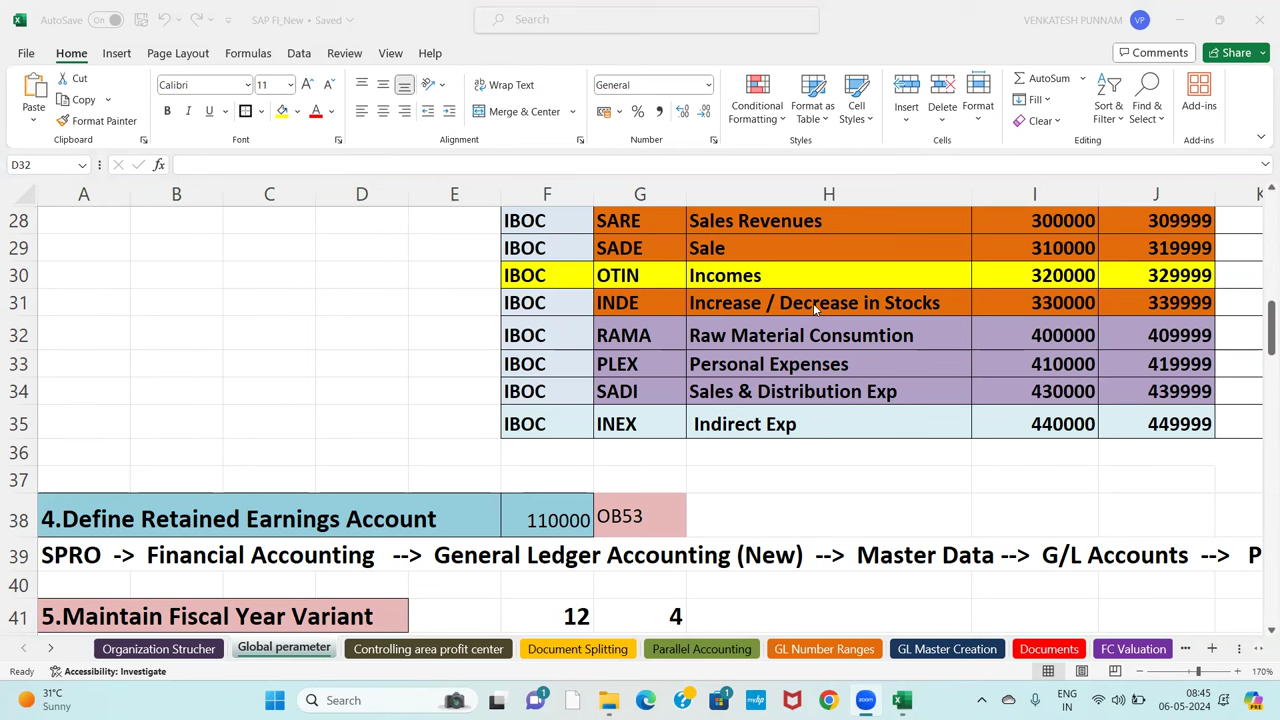 AutoSave On SAP FI_New • Saved Search VENKATESH PUNNAM VP
File Home Insert Page Layout Formulas Data Review View Help Comments Share
Paste Cut Copy Format Painter Clipboard
Calibri 11 B I U A Font
Wrap Text Merge & Center Alignment
General % , Number
Conditional Formatting Format as Table Cell Styles Styles
Insert Delete Format Cells
AutoSum Fill Clear Sort & Filter Find & Select Editing
Add-ins Add-ins
D32 fx
A B C D E F G H I J K
28 IBOC SARE Sales Revenues 300000 309999
29 IBOC SADE Sale 310000 319999
30 IBOC OTIN Incomes 320000 329999
31 IBOC INDE Increase / Decrease in Stocks 330000 339999
32 IBOC RAMA Raw Material Consumtion 400000 409999
33 IBOC PLEX Personal Expenses 410000 419999
34 IBOC SADI Sales & Distribution Exp 430000 439999
35 IBOC INEX Indirect Exp 440000 449999
36
37
38 4.Define Retained Earnings Account 110000 OB53
39 SPRO -> Financial Accounting --> General Ledger Accounting (New) --> Master Data --> G/L Accounts --> P
40
41 5.Maintain Fiscal Year Variant 12 4
Organization Strucher Global perameter Controlling area profit center Document Splitting Parallel Accounting GL Number Ranges GL Master Creation Documents FC Valuation
Ready Accessibility: Investigate 170%
31°C Sunny Search ENG IN 08:45 06-05-2024